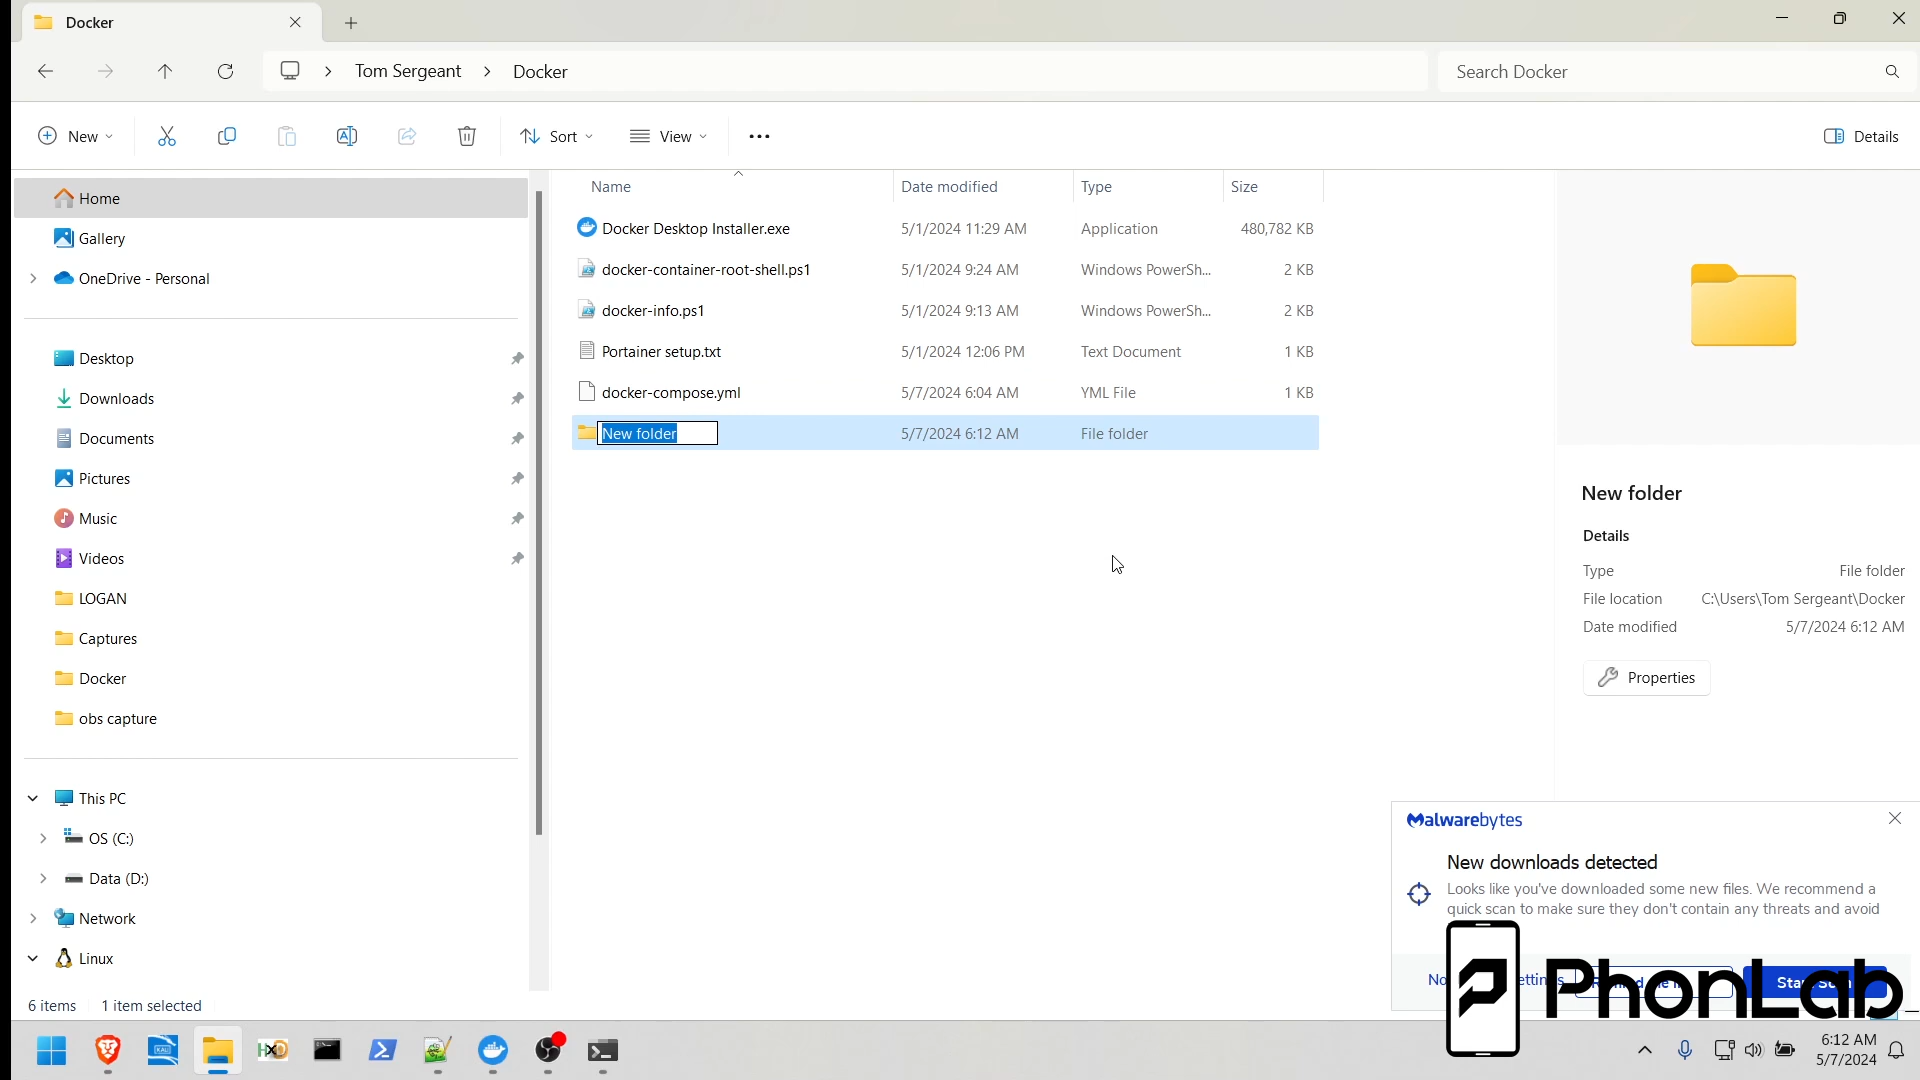 Docker
Tom Sergeant > Docker
Search Docker
New
Sort
View
Details
Home
Gallery
OneDrive - Personal
Desktop
Downloads
Documents
Pictures
Music
Videos
LOGAN
Captures
Docker
obs capture
This PC
OS (C:)
Data (D:)
Network
Linux
6 items 1 item selected
Name Date modified Type Size
Docker Desktop Installer.exe 5/1/2024 11:29 AM Application 480,782 KB
docker-container-root-shell.ps1 5/1/2024 9:24 AM Windows PowerSh... 2 KB
docker-info.ps1 5/1/2024 9:13 AM Windows PowerSh... 2 KB
Portainer setup.txt 5/1/2024 12:06 PM Text Document 1 KB
docker-compose.yml 5/7/2024 6:04 AM YML File 1 KB
New folder 5/7/2024 6:12 AM File folder
New folder
Details
Type File folder
File location C:\Users\Tom Sergeant\Docker
Date modified 5/7/2024 6:12 AM
Properties
Malwarebytes
New downloads detected
Looks like you've downloaded some new files. We recommend a
quick scan to make sure they don't contain any threats and avoid
PhonLab
6:12 AM
5/7/2024